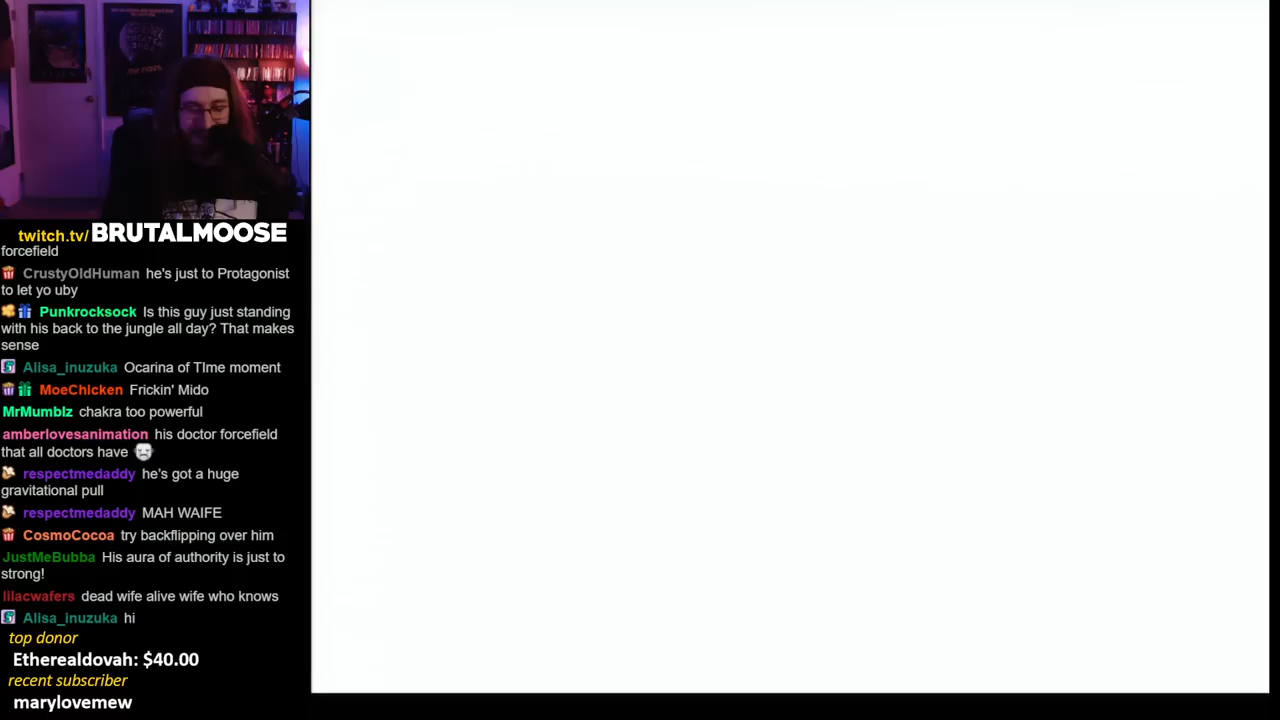 twitch.tv/BRUTALMOOSE
forcefield
CrustyOldHuman he's just to Protagonist
to let yo uby
Punkrocksock Is this guy just standing
with his back to the jungle all day? That makes
sense
Alisa_inuzuka Ocarina of TIme moment
MoeChicken Frickin' Mido
MrMumblz chakra too powerful
amberlovesanimation his doctor forcefield
that all doctors have
respectmedaddy he's got a huge
gravitational pull
respectmedaddy MAH WAIFE
CosmoCocoa try backflipping over him
JustMeBubba His aura of authority is just to
strong!
lilacwafers dead wife alive wife who knows
Alisa_inuzuka hi
top donor
Etherealdovah: $40.00
recent subscriber
marylovemew